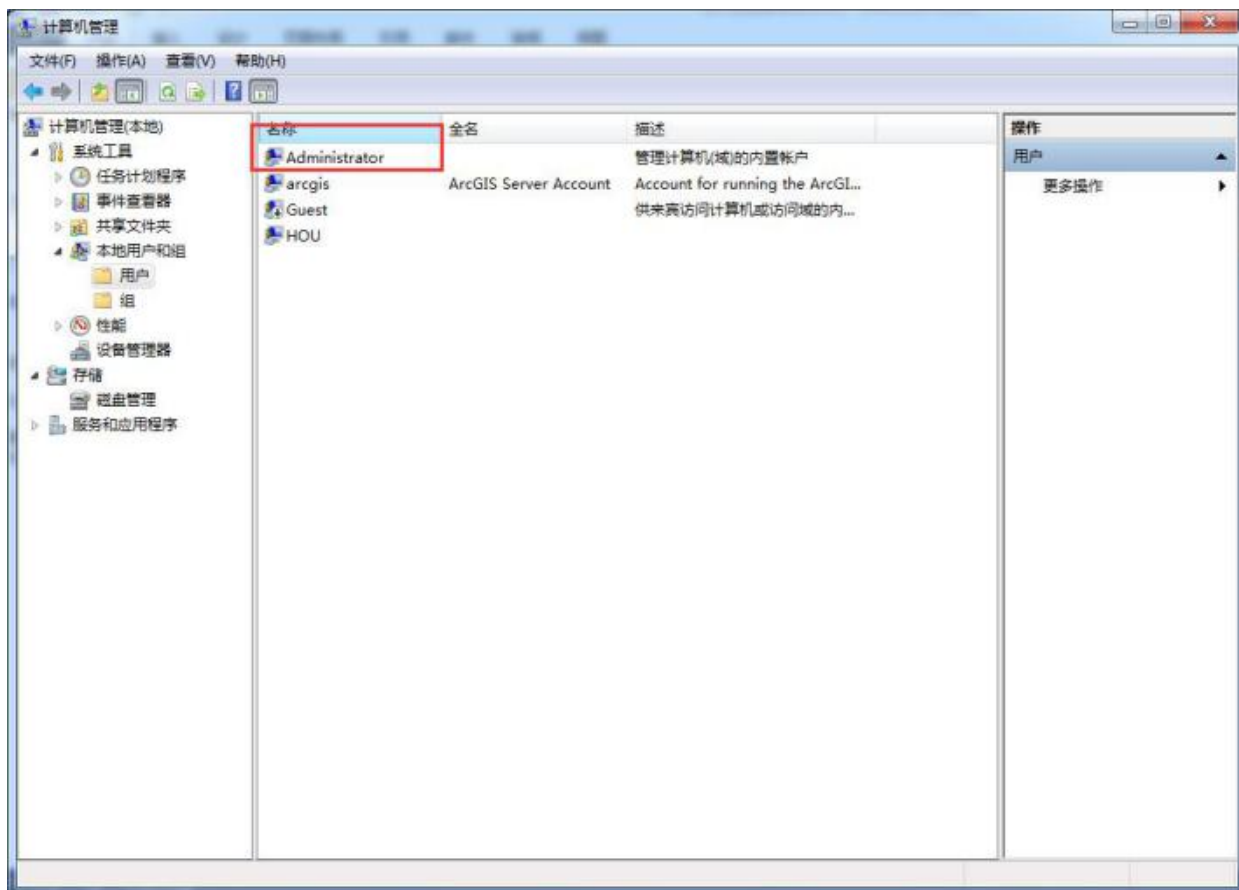 计算机管理
文件(F) 操作(A) 查看(V) 帮助(H)
计算机管理(本地)
系统工具
任务计划程序
事件查看器
共享文件夹
本地用户和组
用户
组
性能
设备管理器
存储
磁盘管理
服务和应用程序
名称 全名 描述
Administrator 管理计算机(域)的内置帐户
arcgis ArcGIS Server Account Account for running the ArcGI...
Guest 供来宾访问计算机或访问域的内...
HOU
操作
用户
更多操作